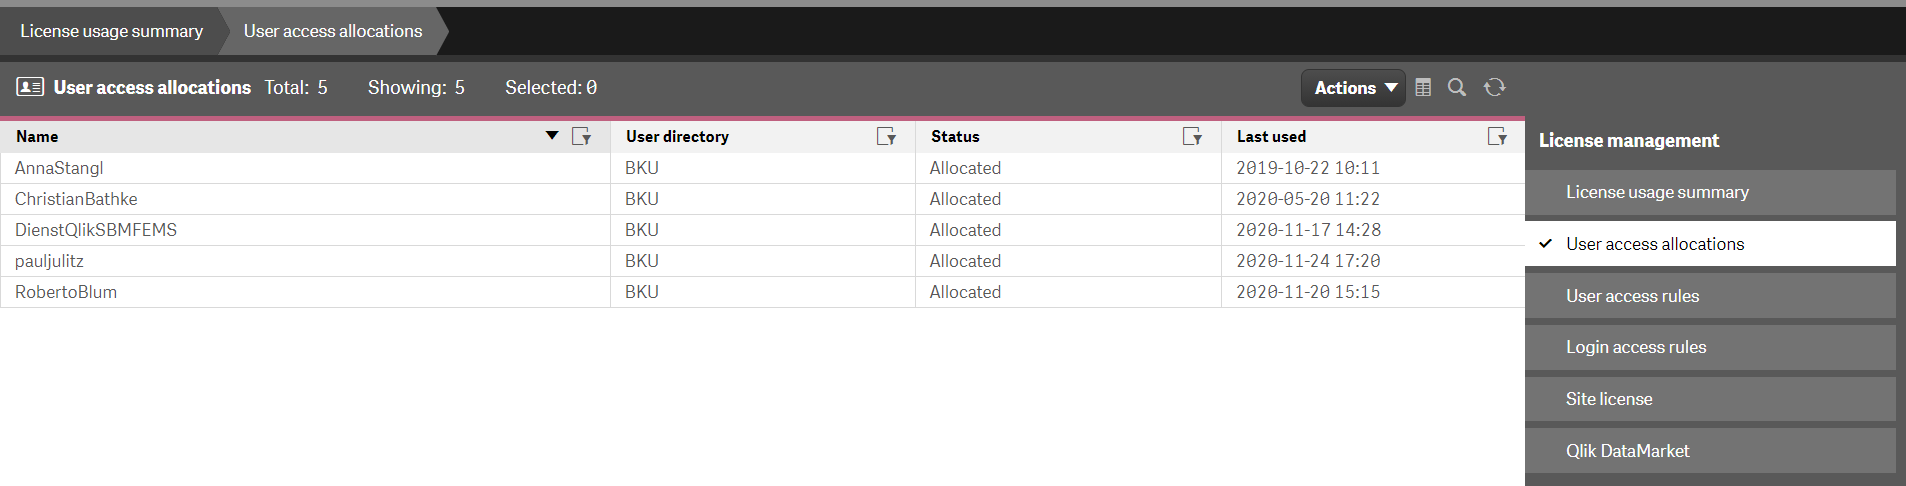 License usage summary User access allocations
User access allocations Total: 5 Showing: 5 Selected: 0 Actions
Name User directory Status Last used
AnnaStangl BKU Allocated 2019-10-22 10:11
ChristianBathke BKU Allocated 2020-05-20 11:22
DienstQlikSBMFEMS BKU Allocated 2020-11-17 14:28
pauljulitz BKU Allocated 2020-11-24 17:20
RobertoBlum BKU Allocated 2020-11-20 15:15
License management
License usage summary
User access allocations
User access rules
Login access rules
Site license
Qlik DataMarket